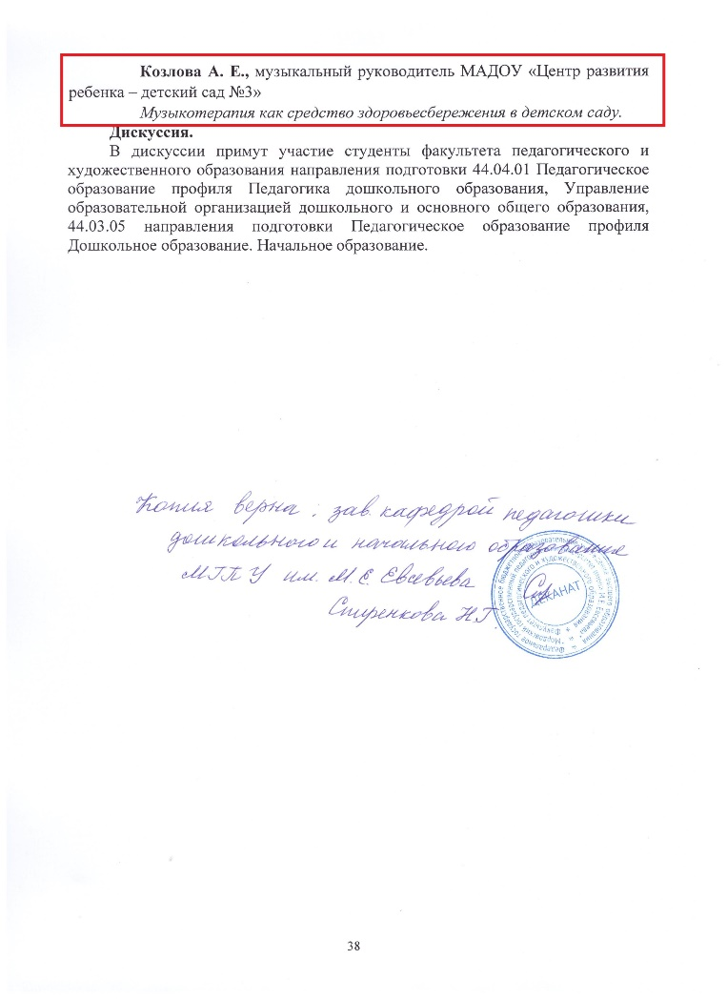 Козлова А. Е., музыкальный руководитель МАДОУ «Центр развития
ребенка – детский сад №3»
Музыкотерапия как средство здоровьесбережения в детском саду.
Дискуссия.
В дискуссии примут участие студенты факультета педагогического и
художественного образования направления подготовки 44.04.01 Педагогическое
образование профиля Педагогика дошкольного образования, Управление
образовательной организацией дошкольного и основного общего образования,
44.03.05 направления подготовки Педагогическое образование профиля
Дошкольное образование. Начальное образование.
Копия верна: зав. кафедрой педагогики
дошкольного и начального образования
МГПУ им. М.Е. Евсевьева
Спиренкова Н.Г.
ДЕКАНАТ
38